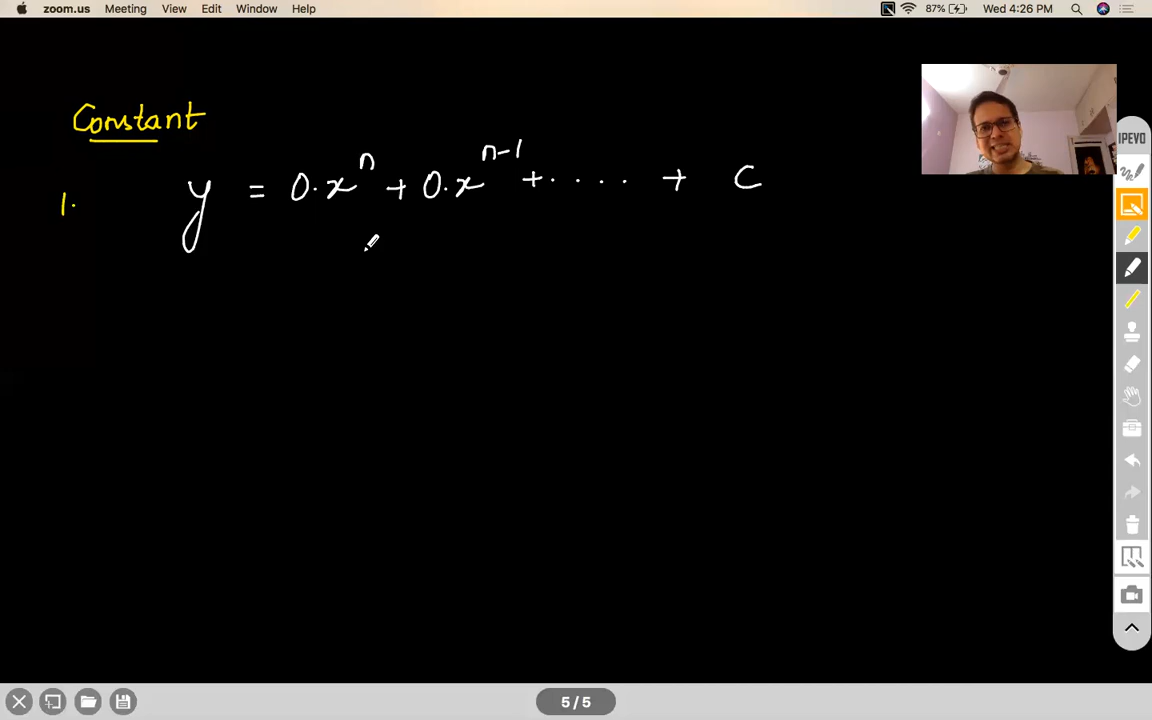 zoom.us Meeting View Edit Window Help 87% Wed 4:26 PM
Constant
IPEVO
1. y = 0·x^n + 0·x^(n-1) + .... + C
5 / 5